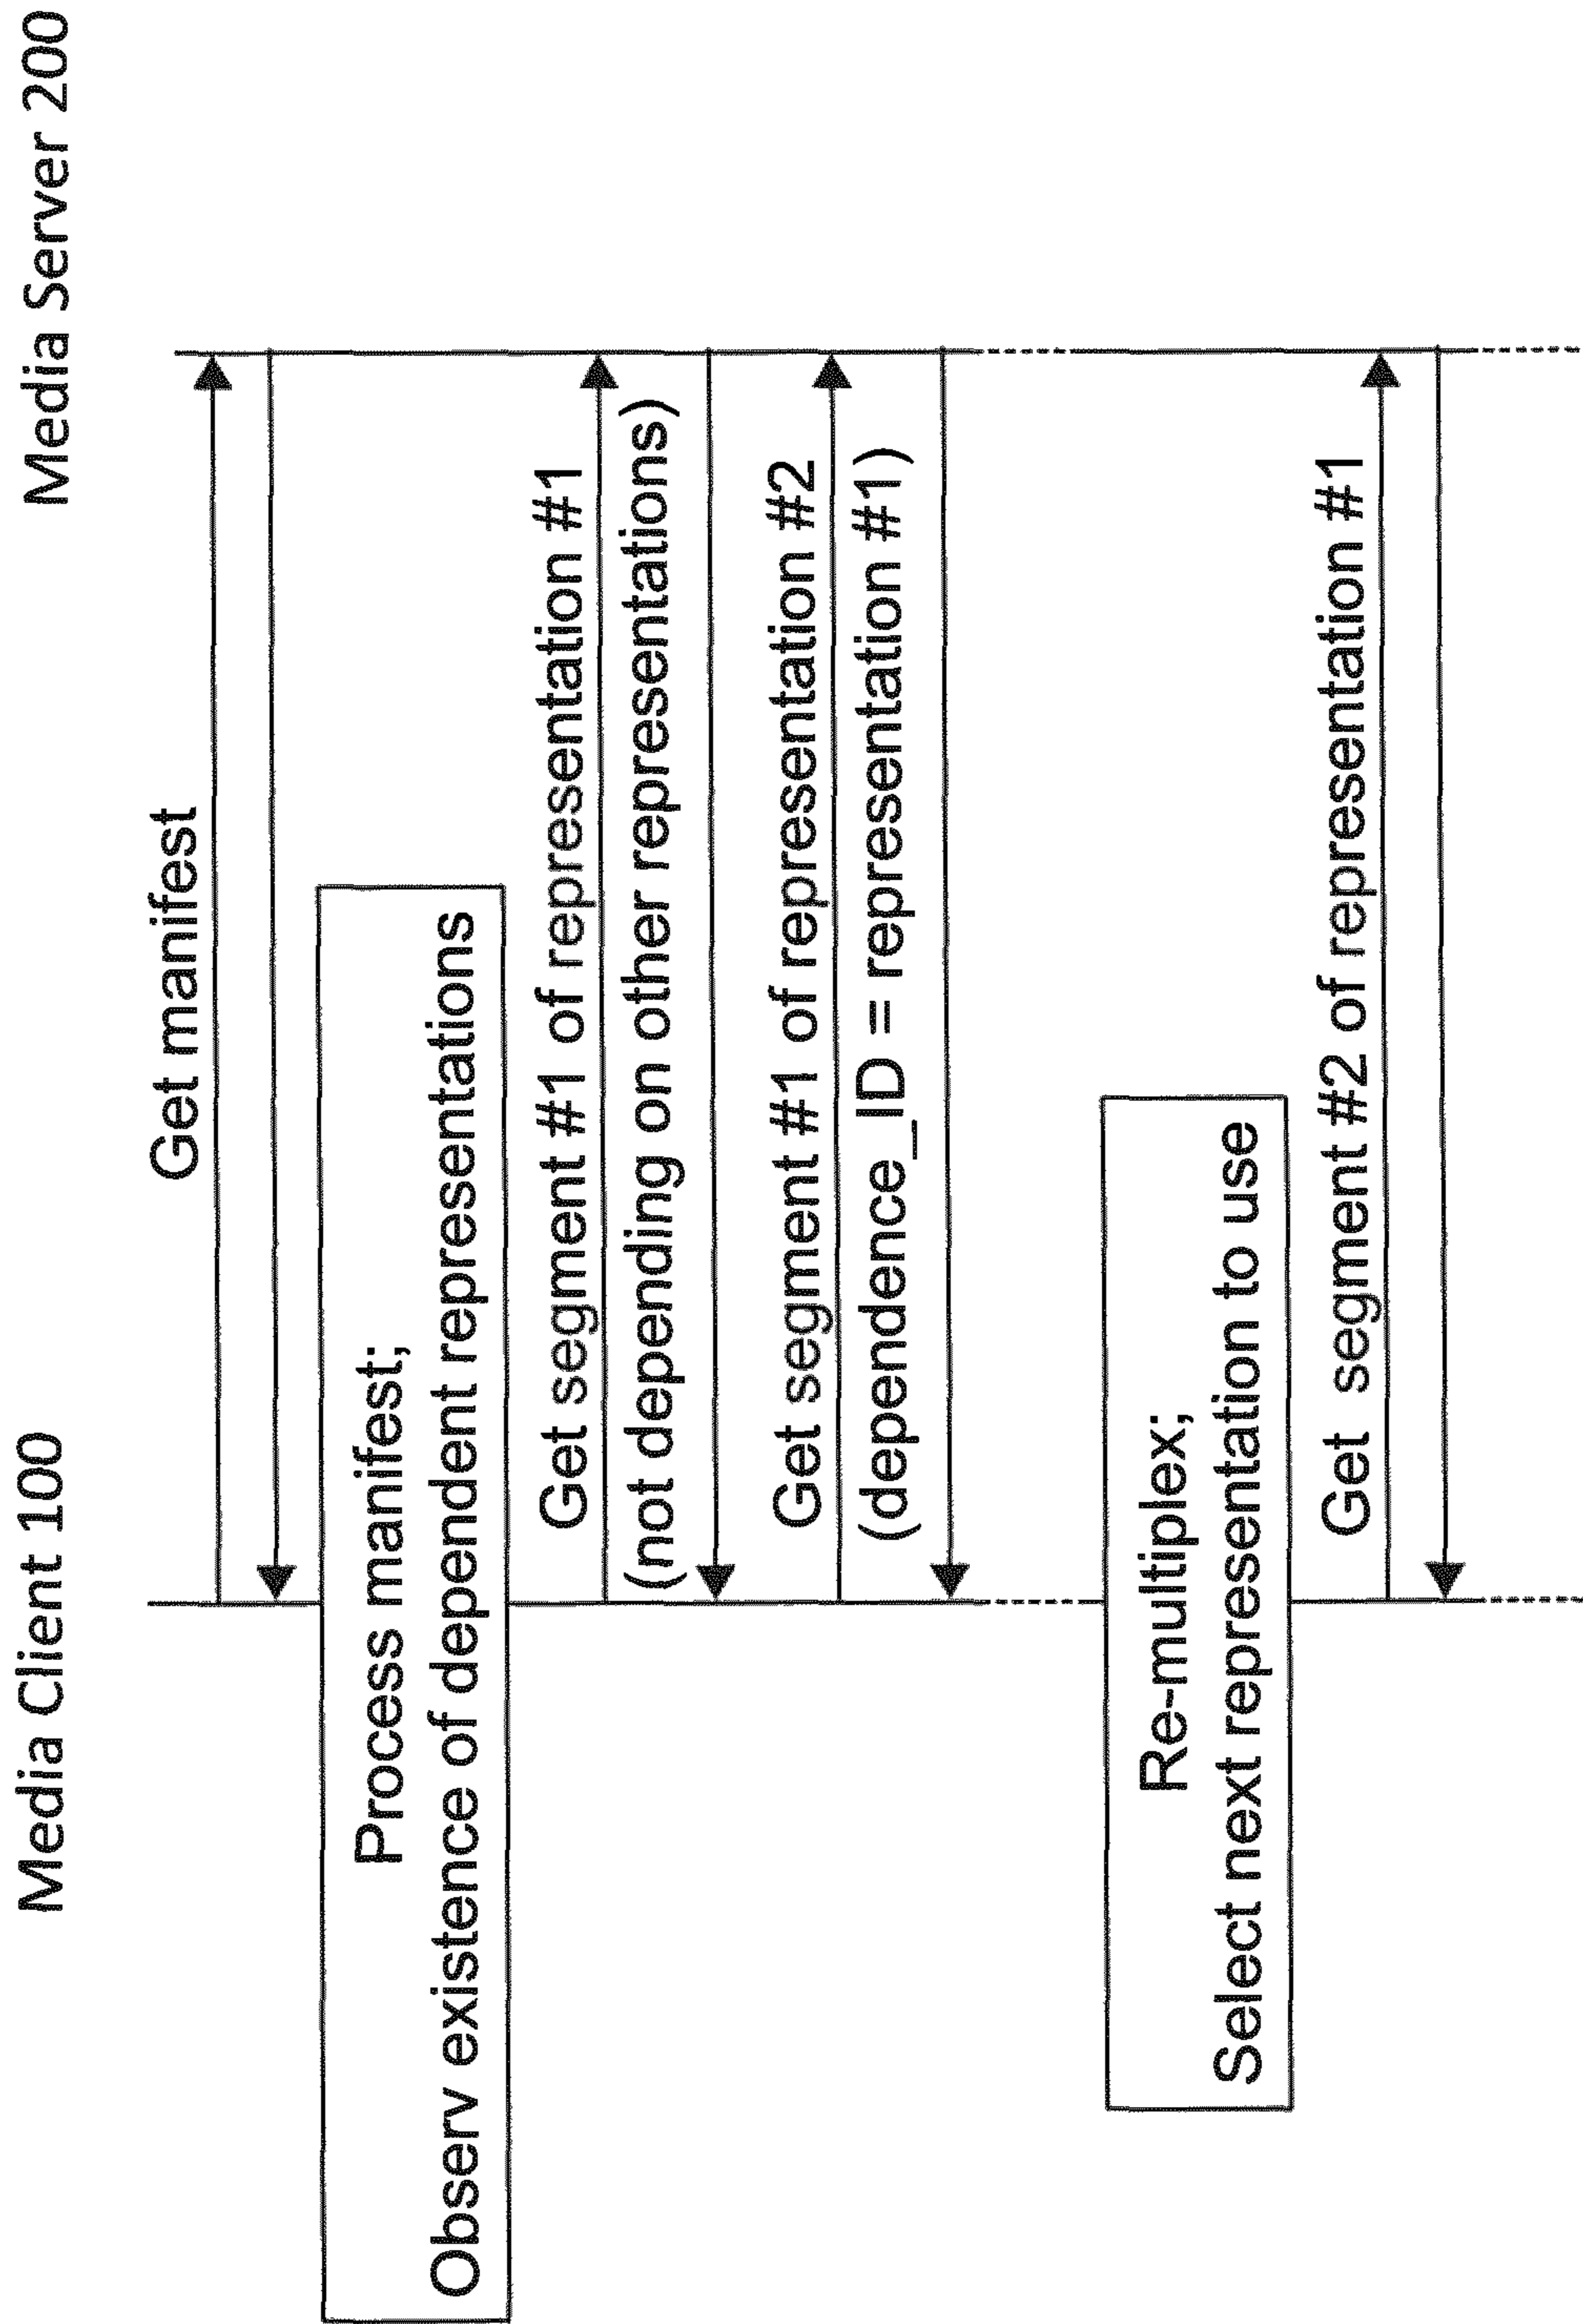 Media Client 100
Media Server 200
Get manifest
Process manifest;
Observ existence of dependent representations
Get segment #1 of representation #1
(not depending on other representations)
Get segment #1 of representation #2
(dependence_ID = representation #1)
Re-multiplex;
Select next representation to use
Get segment #2 of representation #1